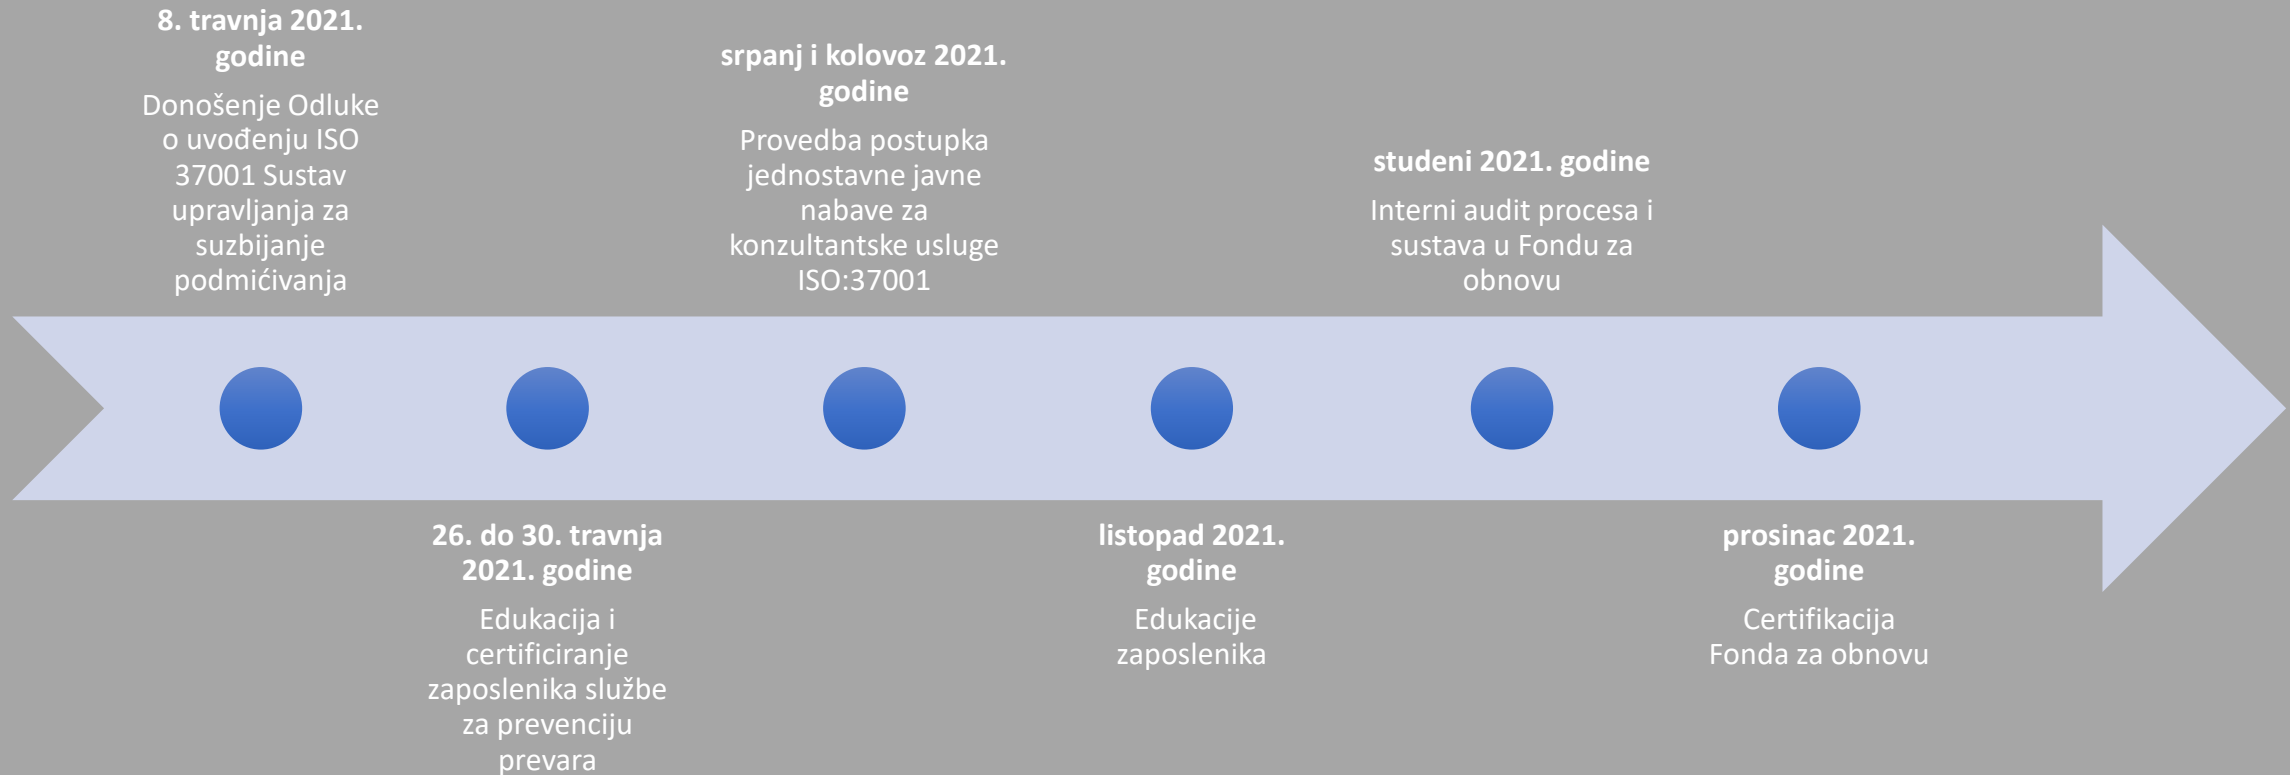 8. travnja 2021.
godine
Donošenje Odluke
o uvođenju ISO
37001 Sustav
upravljanja za
suzbijanje
podmićivanja
26. do 30. travnja
2021. godine
Edukacija i
certificiranje
zaposlenika službe
za prevenciju
prevara
srpanj i kolovoz 2021.
godine
Provedba postupka
jednostavne javne
nabave za
konzultantske usluge
ISO:37001
listopad 2021.
godine
Edukacije
zaposlenika
studeni 2021. godine
Interni audit procesa i
sustava u Fondu za
obnovu
prosinac 2021.
godine
Certifikacija
Fonda za obnovu